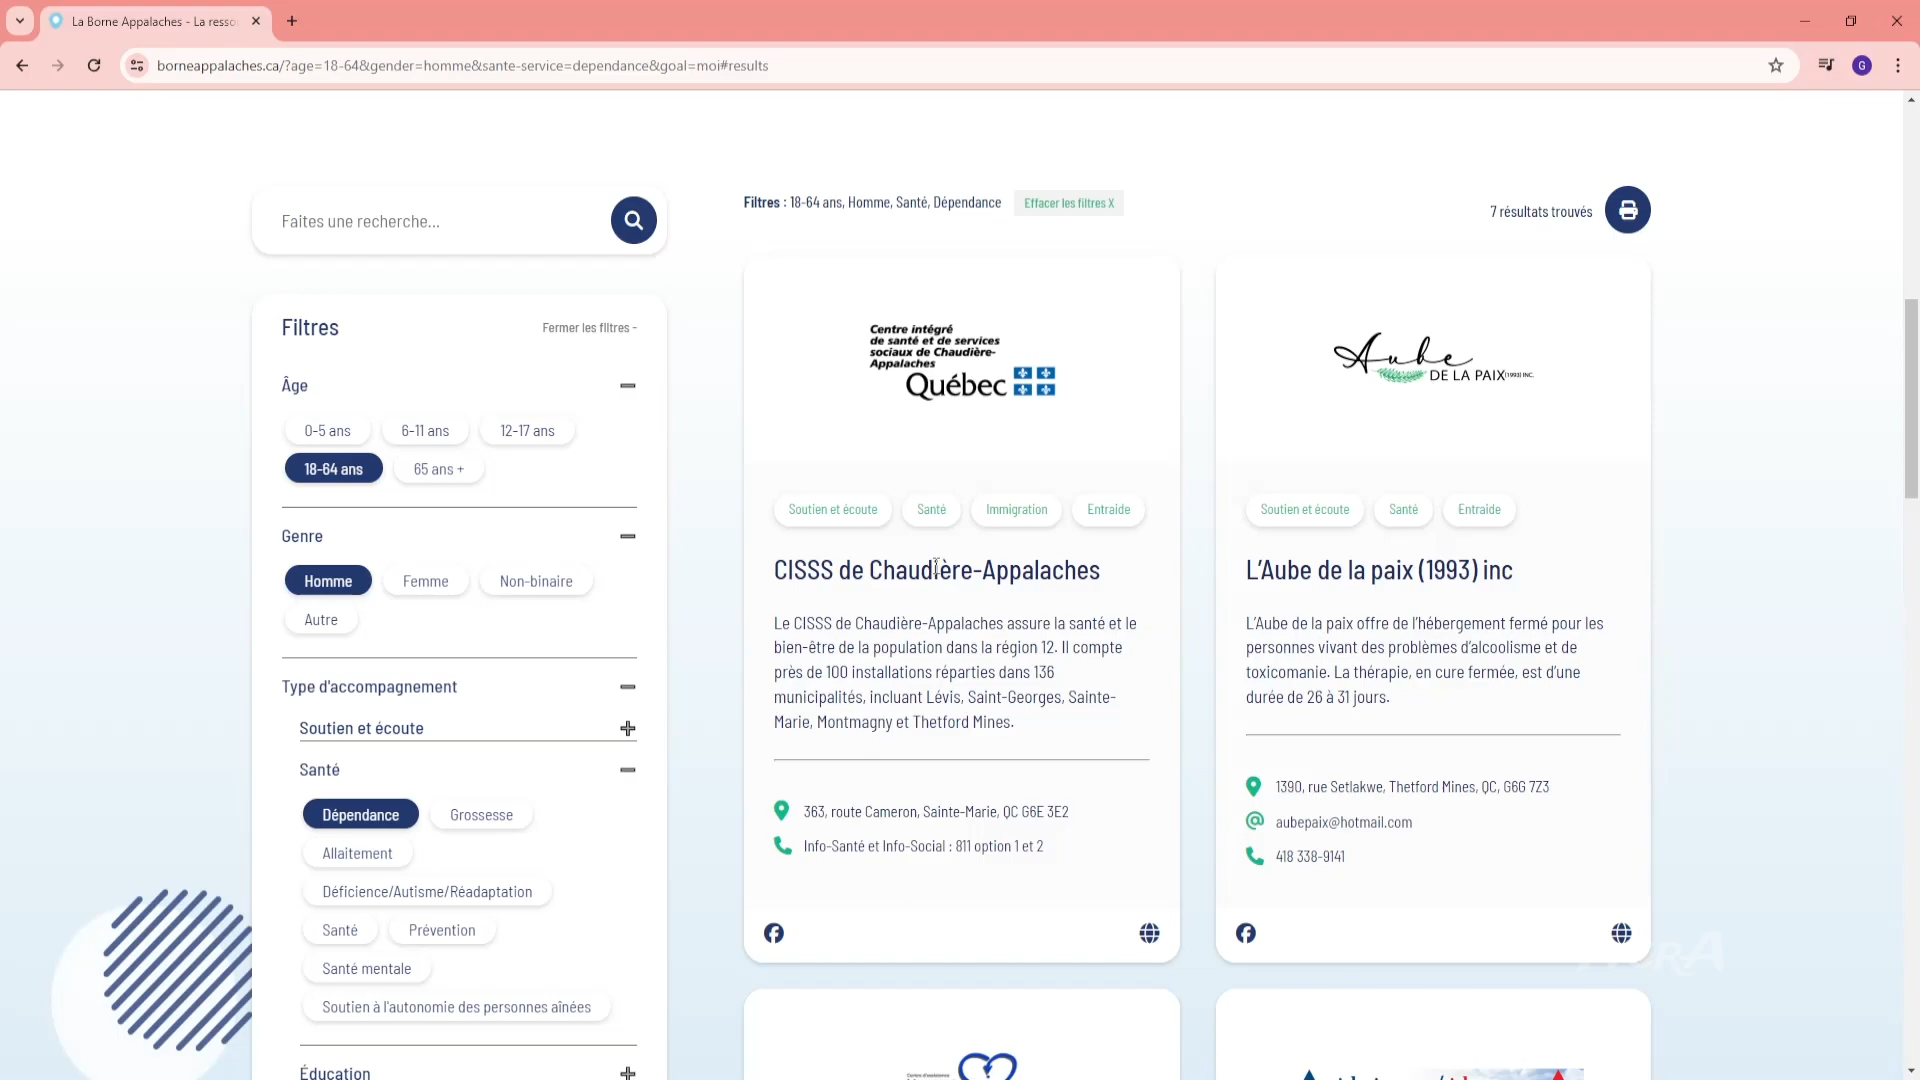 La Borne Appalaches - La resso
borneappalaches.ca/?age=18-64&gender=homme&sante-service=dependance&goal=moi#results
G
Faites une recherche...
Filtres : 18-64 ans, Homme, Santé, Dépendance
Effacer les filtres X
7 résultats trouvés
Filtres
Fermer les filtres -
Âge
0-5 ans
6-11 ans
12-17 ans
18-64 ans
65 ans +
Genre
Homme
Femme
Non-binaire
Autre
Type d'accompagnement
Soutien et écoute
Santé
Dépendance
Grossesse
Allaitement
Déficience/Autisme/Réadaptation
Santé
Prévention
Santé mentale
Soutien à l'autonomie des personnes aînées
Éducation
Centre intégré
de santé et de services
sociaux de Chaudière-
Appalaches
Québec
Soutien et écoute
Santé
Immigration
Entraide
CISSS de Chaudière-Appalaches
Le CISSS de Chaudière-Appalaches assure la santé et le
bien-être de la population dans la région 12. Il compte
près de 100 installations réparties dans 136
municipalités, incluant Lévis, Saint-Georges, Sainte-
Marie, Montmagny et Thetford Mines.
363, route Cameron, Sainte-Marie, QC G6E 3E2
Info-Santé et Info-Social : 811 option 1 et 2
Aube
DE LA PAIX (1993) INC.
Soutien et écoute
Santé
Entraide
L'Aube de la paix (1993) inc
L'Aube de la paix offre de l'hébergement fermé pour les
personnes vivant des problèmes d'alcoolisme et de
toxicomanie. La thérapie, en cure fermée, est d'une
durée de 26 à 31 jours.
1390, rue Setlakwe, Thetford Mines, QC, G6G 7Z3
aubepaix@hotmail.com
418 338-9141